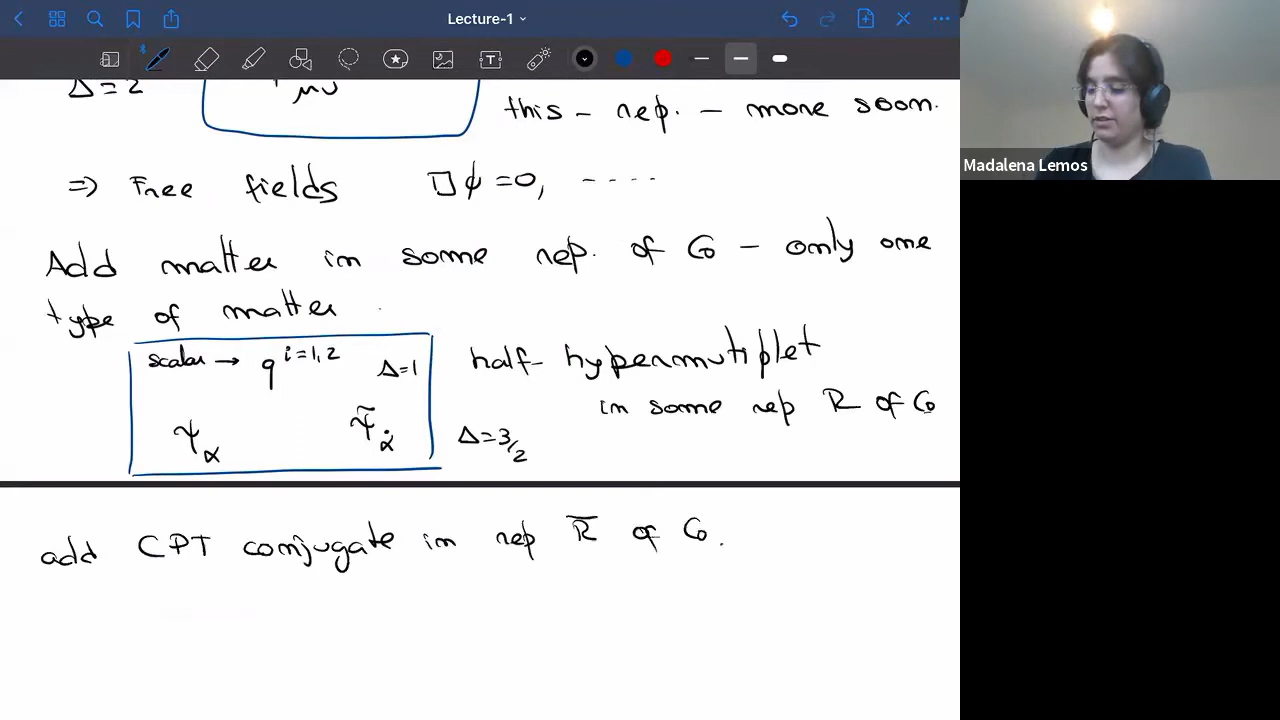 Lecture-1
Madalena Lemos
Δ = 2
μν
this - rep. - more soon.
⇒ Free fields □φ = 0, ----
Add matter in some rep. of G - only one
type of matter.
scalar → q^{i=1,2} Δ=1
half-hypermutiplet
in some rep R of G
ψ_α ψ̃_α̇ Δ=3/2
add CPT conjugate in rep R̄ of G.